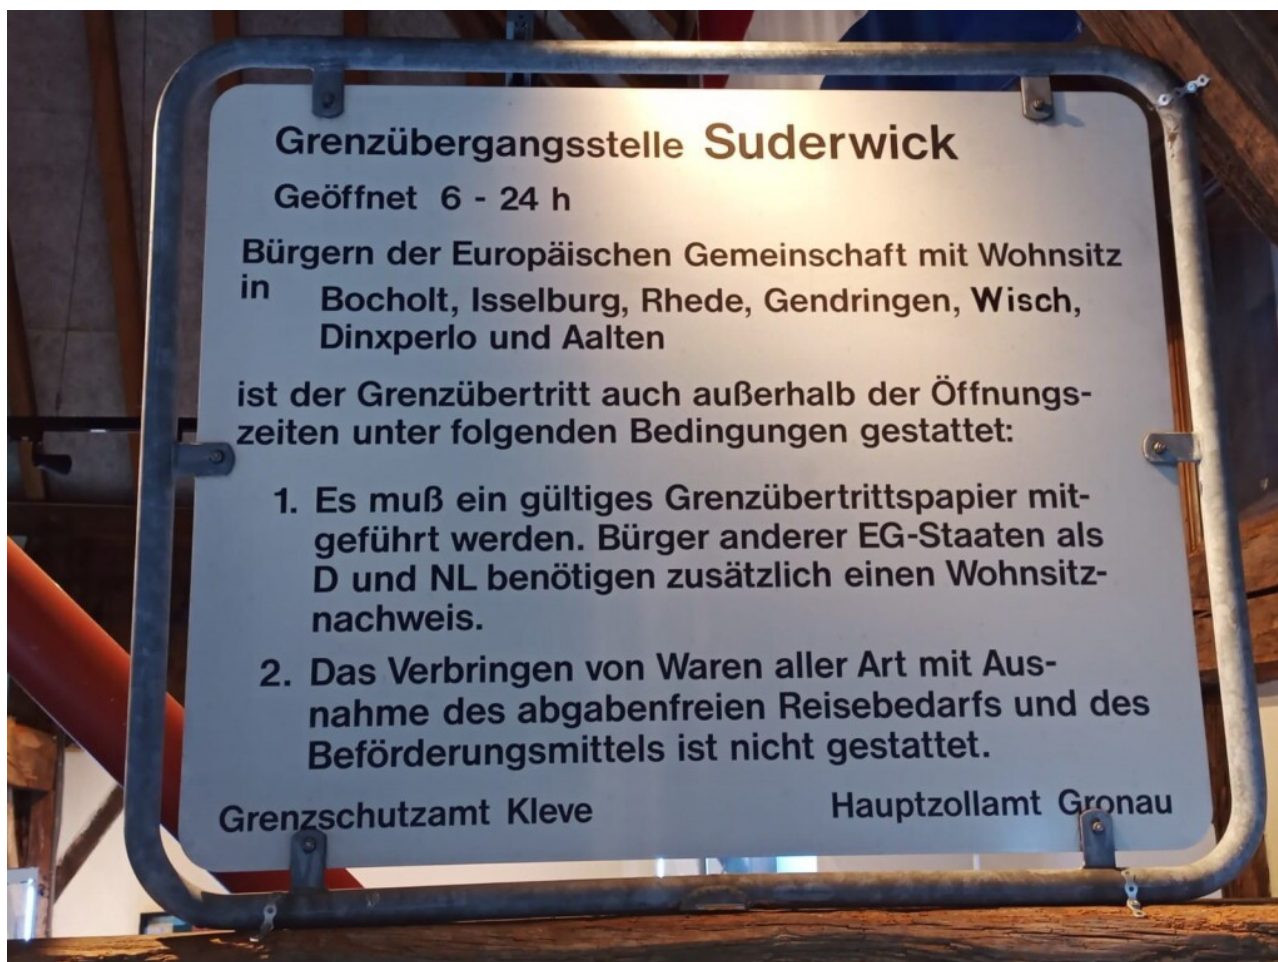 Grenzübergangsstelle Suderwick
Geöffnet 6 - 24 h
Bürgern der Europäischen Gemeinschaft mit Wohnsitz
in Bocholt, Isselburg, Rhede, Gendringen, Wisch,
Dinxperlo und Aalten
ist der Grenzübertritt auch außerhalb der Öffnungs-
zeiten unter folgenden Bedingungen gestattet:
1. Es muß ein gültiges Grenzübertrittspapier mit-
geführt werden. Bürger anderer EG-Staaten als
D und NL benötigen zusätzlich einen Wohnsitz-
nachweis.
2. Das Verbringen von Waren aller Art mit Aus-
nahme des abgabenfreien Reisebedarfs und des
Beförderungsmittels ist nicht gestattet.
Grenzschutzamt Kleve Hauptzollamt Gronau